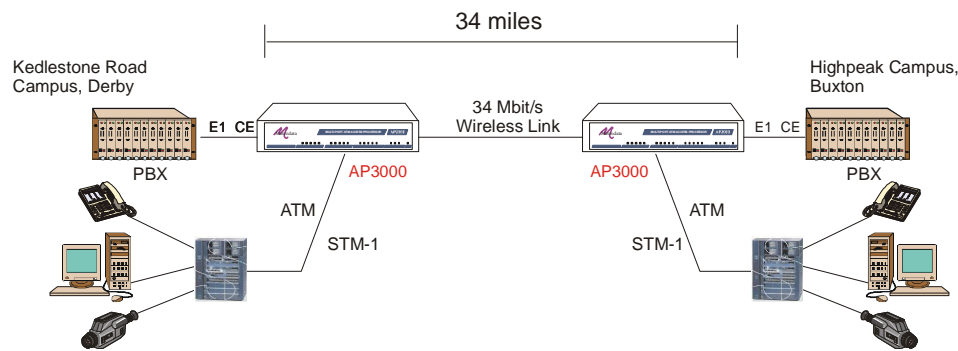 34 miles
Kedlestone Road
Campus, Derby
Highpeak Campus,
Buxton
34 Mbit/s
Wireless Link
E1 CE
E1 CE
PBX
AP3000
AP3000
PBX
ATM
ATM
STM-1
STM-1